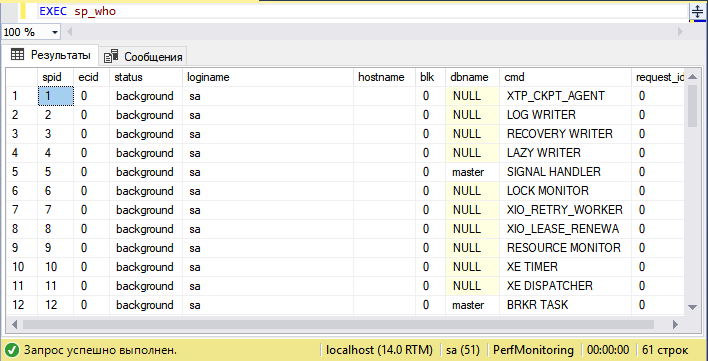 EXEC sp_who
100 %
Результаты Сообщения
spid ecid status loginame hostname blk dbname cmd request_id
1 1 0 background sa 0 NULL XTP_CKPT_AGENT 0
2 2 0 background sa 0 NULL LOG WRITER 0
3 3 0 background sa 0 NULL RECOVERY WRITER 0
4 4 0 background sa 0 NULL LAZY WRITER 0
5 5 0 background sa 0 master SIGNAL HANDLER 0
6 6 0 background sa 0 NULL LOCK MONITOR 0
7 7 0 background sa 0 NULL XIO_RETRY_WORKER 0
8 8 0 background sa 0 NULL XIO_LEASE_RENEWA 0
9 9 0 background sa 0 NULL RESOURCE MONITOR 0
10 10 0 background sa 0 NULL XE TIMER 0
11 11 0 background sa 0 NULL XE DISPATCHER 0
12 12 0 background sa 0 master BRKR TASK 0
Запрос успешно выполнен. localhost (14.0 RTM) sa (51) PerfMonitoring 00:00:00 61 строк